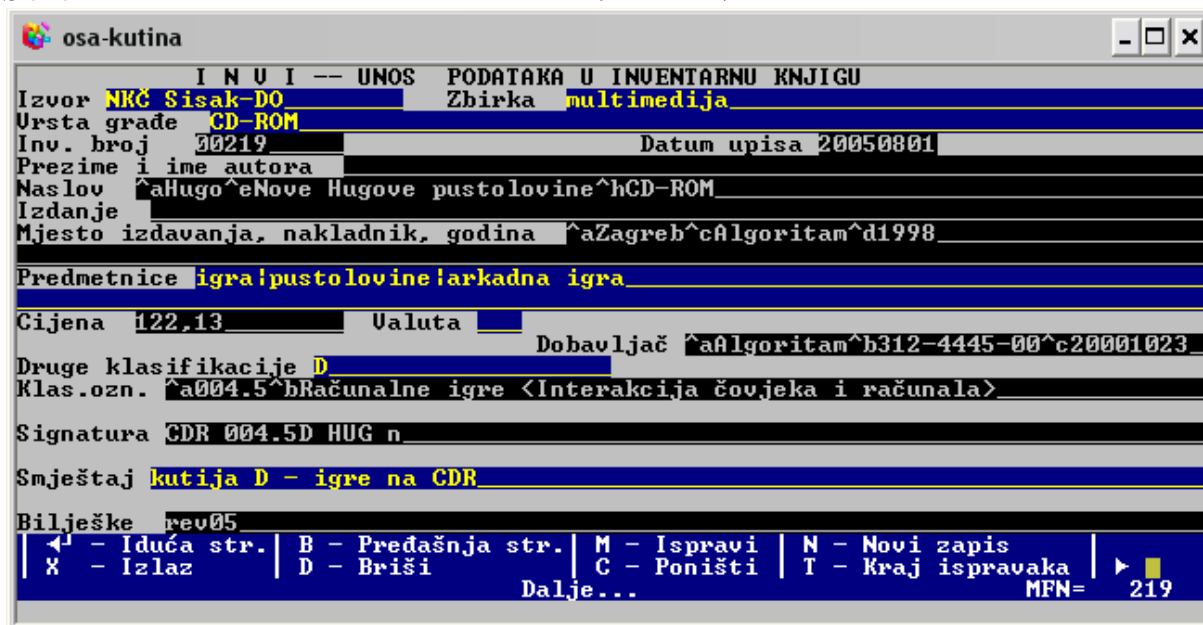 osa-kutina
I N V I -- UNOS PODATAKA U INVENTARNU KNJIGU
Izvor NKČ Sisak-DO Zbirka multimedija
Vrsta građe CD-ROM
Inv. broj 00219 Datum upisa 20050801
Prezime i ime autora
Naslov ^aHugo^eNove Hugove pustolovine^hCD-ROM
Izdanje
Mjesto izdavanja, nakladnik, godina ^aZagreb^cAlgoritam^d1998
Predmetnice igra¦pustolovine¦arkadna igra
Cijena 122,13 Valuta
Dobavljač ^aAlgoritam^b312-4445-00^c20001023
Druge klasifikacije D
Klas.ozn. ^a004.5^bRačunalne igre <Interakcija čovjeka i računala>
Signatura CDR 004.5D HUG n
Smještaj kutija D - igre na CDR
Bilješke rev05
| ◄┘ - Iduća str.| B - Pređašnja str.| M - Ispravi | N - Novi zapis |
| X - Izlaz | D - Briši | C - Poništi | T - Kraj ispravaka | ►
Dalje... MFN= 219